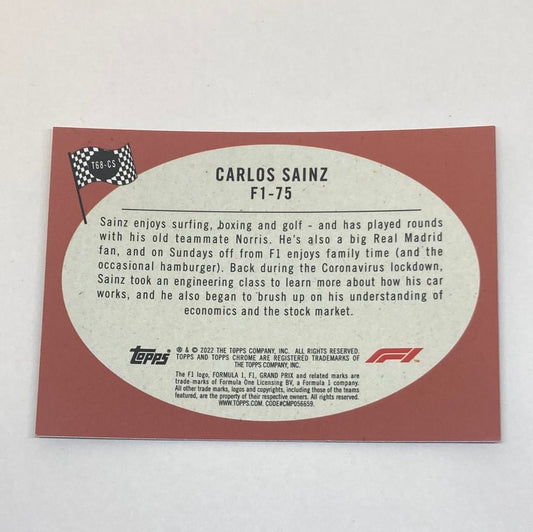 T68-CS
CARLOS SAINZ
F1-75
Sainz enjoys surfing, boxing and golf - and has played rounds
with his old teammate Norris. He's also a big Real Madrid
fan, and on Sundays off from F1 enjoys family time (and the
occasional hamburger). Back during the Coronavirus lockdown,
Sainz took an engineering class to learn more about how his car
works, and he also began to brush up on his understanding of
economics and the stock market.
Topps
® & © 2022 THE TOPPS COMPANY, INC. ALL RIGHTS RESERVED.
TOPPS AND TOPPS CHROME ARE REGISTERED TRADEMARKS OF
THE TOPPS COMPANY, INC.
F1
The F1 logo, FORMULA 1, F1, GRAND PRIX and related marks are
trade marks of Formula One Licensing BV, a Formula 1 company.
All other trade marks, logos and copyrights, including those of the teams
featured, are the property of their respective owners. All rights reserved.
WWW.TOPPS.COM. CODE#CMP056659.